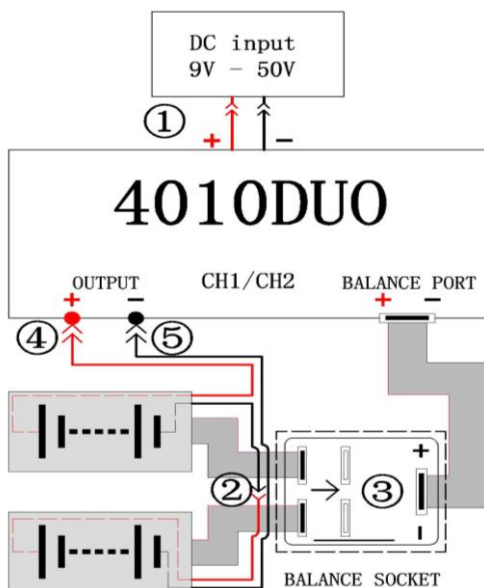 DC input
9V – 50V
①
+ −
4010DUO
OUTPUT CH1/CH2 BALANCE PORT
+ − + −
④ ⑤
② ③ +
−
BALANCE SOCKET